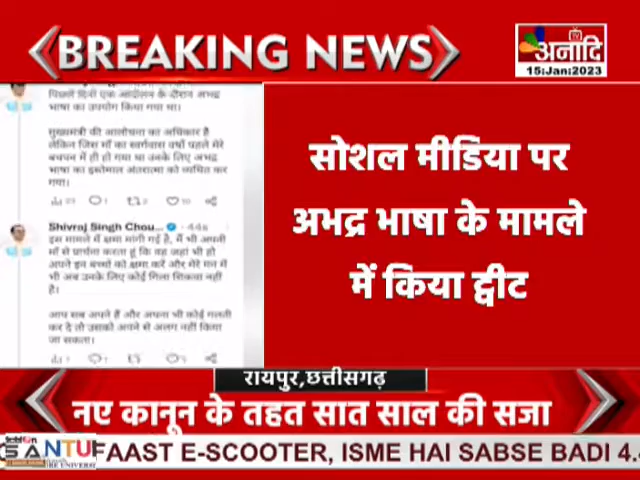 BREAKING NEWS
TV
अनादि
15:Jan:2023
पिछले दिनों एक आंदोलन के दौरान अभद्र
भाषा का उपयोग किया गया था।
मुख्यमंत्री की आलोचना का अधिकार है
लेकिन जिस माँ का स्वर्गवास वर्षों पहले मेरे
बचपन में ही हो गया था उनके लिए अभद्र
भाषा का इस्तेमाल अंतरात्मा को व्यथित कर
गया।
Shivraj Singh Chou... · 44s
इस मामले में क्षमा मांगी गई है, मैं भी अपनी
माँ से प्रार्थना करता हूं कि वह जहां भी हो
अपने इन बच्चों को क्षमा करें और मेरे मन में
भी अब उनके लिए कोई गिला शिकवा नहीं
है।
आप सब अपने हैं और अपना भी कोई गलती
कर दे तो उसको अपने से अलग नहीं किया
जा सकता।
सोशल मीडिया पर
अभद्र भाषा के मामले
में किया ट्वीट
रायपुर,छत्तीसगढ़
नए कानून के तहत सात साल की सजा
SANTU
FAAST E-SCOOTER, ISME HAI SABSE BADI 4.